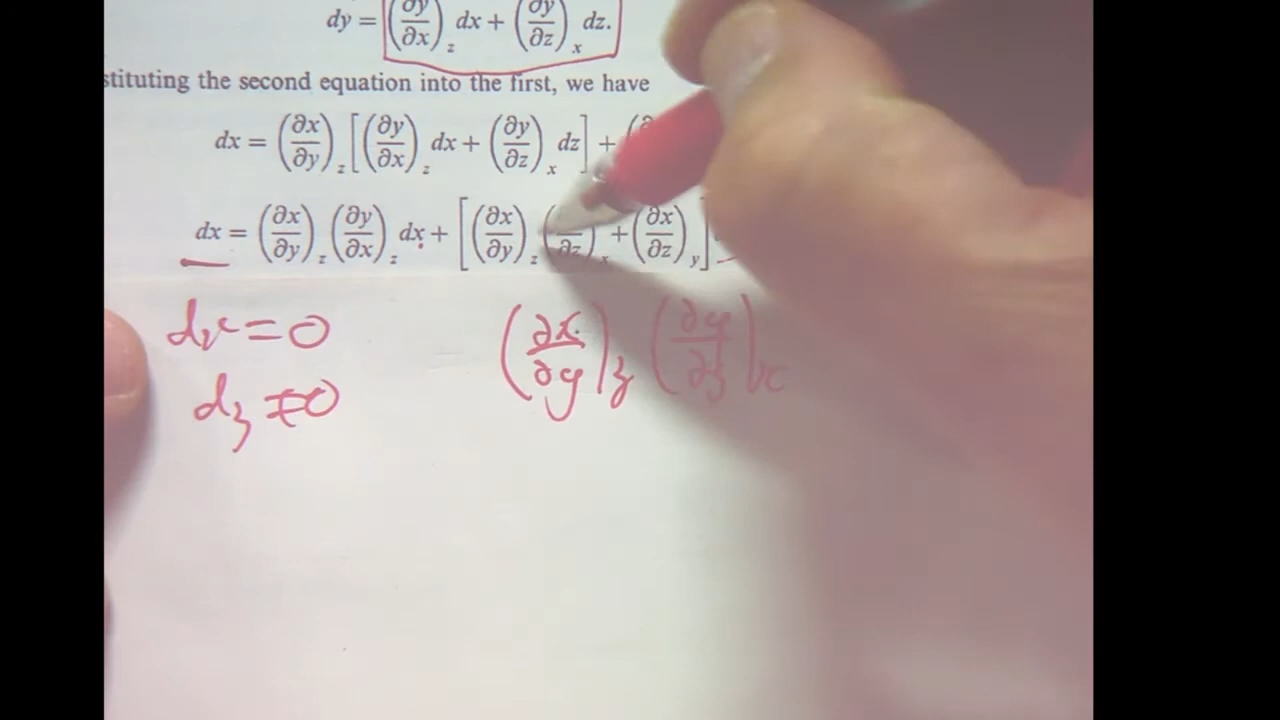 dy = (∂y/∂x)_z dx + (∂y/∂z)_x dz.
stituting the second equation into the first, we have
dx = (∂x/∂y)_z [(∂y/∂x)_z dx + (∂y/∂z)_x dz] +
dx = (∂x/∂y)_z (∂y/∂x)_z dx + [(∂x/∂y)_z ( /∂z)_x + (∂x/∂z)_y]
dx = 0
(∂x/∂y)_z (∂y/∂z)_x
dz ≠ 0